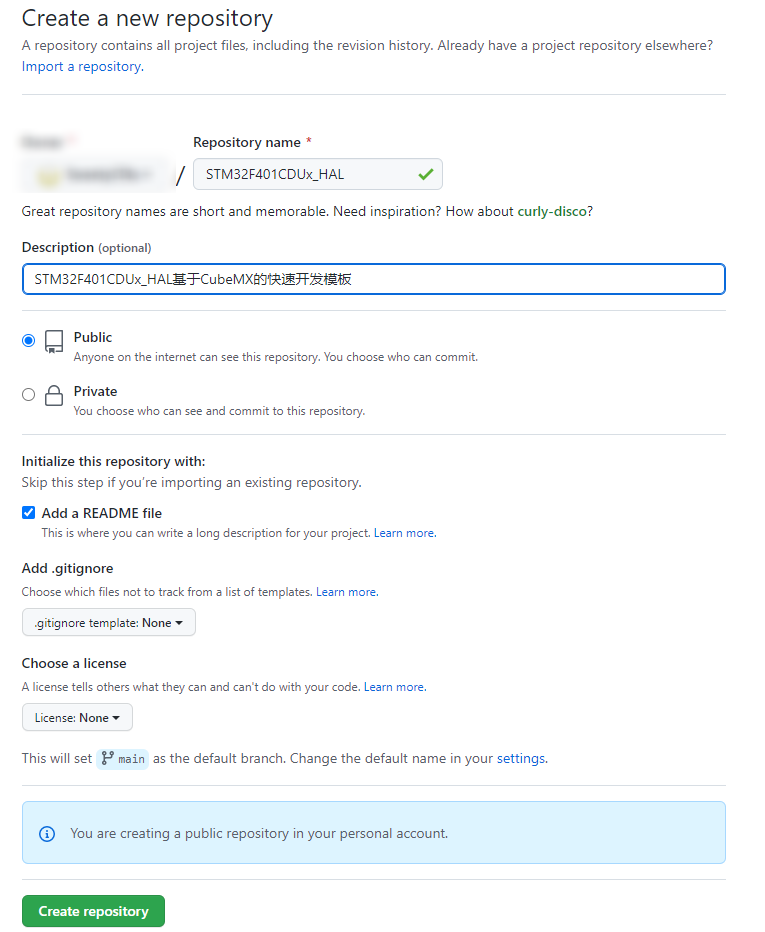 Create a new repository
A repository contains all project files, including the revision history. Already have a project repository elsewhere?
Import a repository.
Repository name *
/ STM32F401CDUx_HAL
Great repository names are short and memorable. Need inspiration? How about curly-disco?
Description (optional)
STM32F401CDUx_HAL基于CubeMX的快速开发模板
Public
Anyone on the internet can see this repository. You choose who can commit.
Private
You choose who can see and commit to this repository.
Initialize this repository with:
Skip this step if you're importing an existing repository.
Add a README file
This is where you can write a long description for your project. Learn more.
Add .gitignore
Choose which files not to track from a list of templates. Learn more.
.gitignore template: None
Choose a license
A license tells others what they can and can't do with your code. Learn more.
License: None
This will set main as the default branch. Change the default name in your settings.
You are creating a public repository in your personal account.
Create repository